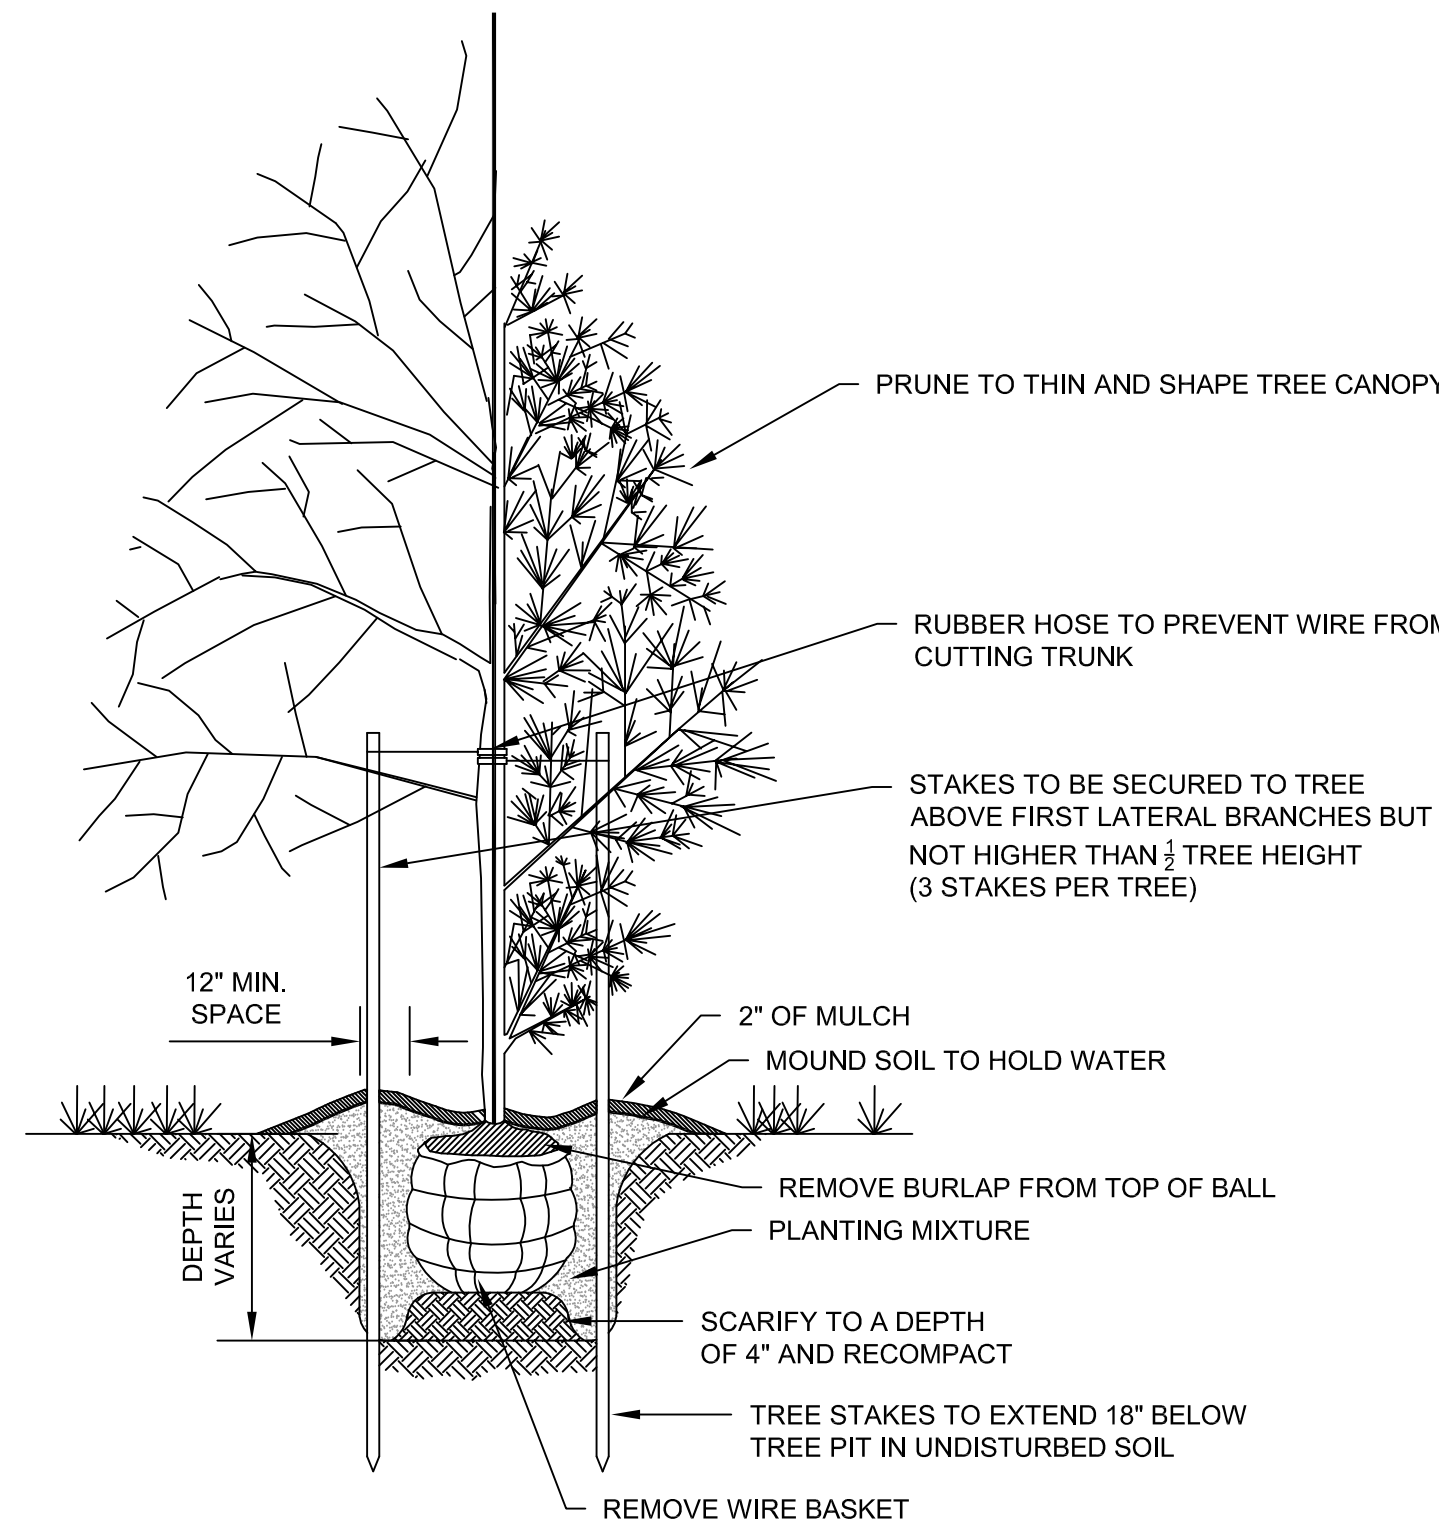 PRUNE TO THIN AND SHAPE TREE CANOPY
RUBBER HOSE TO PREVENT WIRE FROM
CUTTING TRUNK
STAKES TO BE SECURED TO TREE
ABOVE FIRST LATERAL BRANCHES BUT
NOT HIGHER THAN 1/2 TREE HEIGHT
(3 STAKES PER TREE)
12" MIN.
SPACE
2" OF MULCH
MOUND SOIL TO HOLD WATER
DEPTH
VARIES
REMOVE BURLAP FROM TOP OF BALL
PLANTING MIXTURE
SCARIFY TO A DEPTH
OF 4" AND RECOMPACT
TREE STAKES TO EXTEND 18" BELOW
TREE PIT IN UNDISTURBED SOIL
REMOVE WIRE BASKET